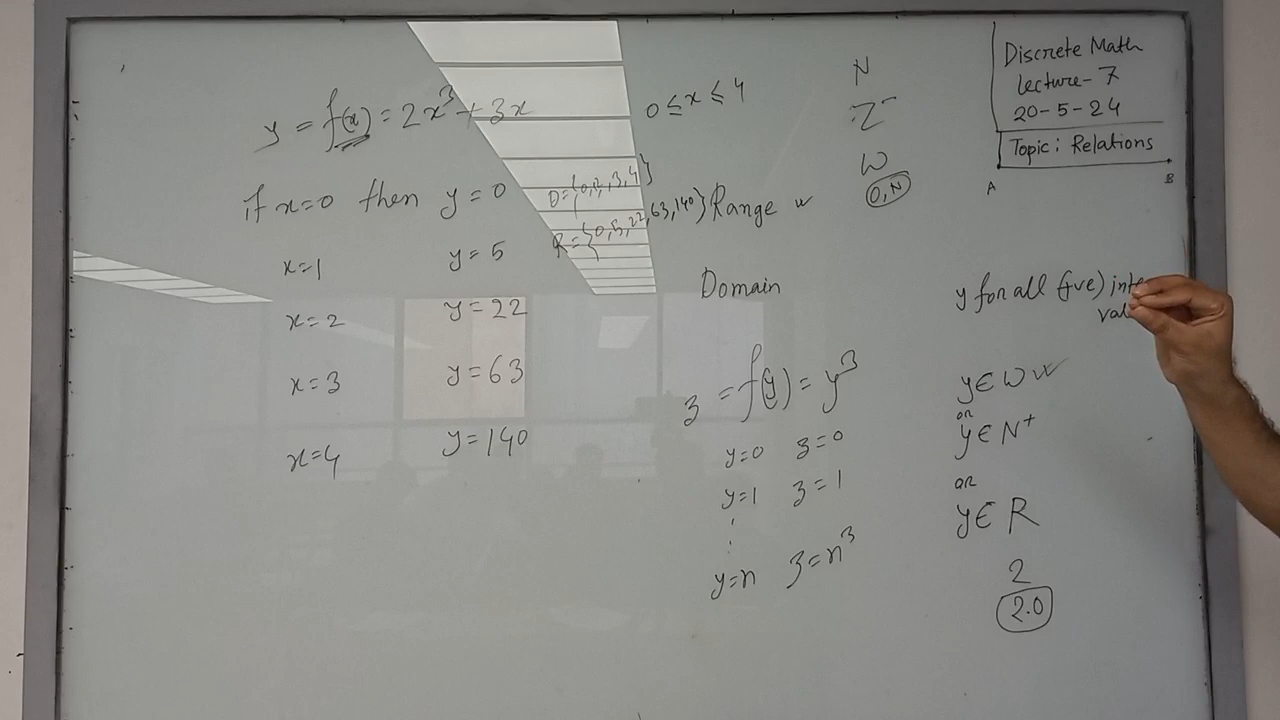 y = f(x) = 2x³ + 3x
0 ≤ x ≤ 4
if x=0 then y = 0
x=1 y = 5
x=2 y = 22
x=3 y = 63
x=4 y = 140
D={0,1,2,3,4}
R={0,5,22,63,140} Range
Domain
N
Z⁻
W
0, N
Discrete Math
Lecture- 7
20-5-24
Topic: Relations
A B
y for all (+ve)
z = f(y) = y³
y=0 z=0
y=1 z=1
⋮
y=n z=n³
y∈W
or
y∈N⁺
OR
y∈R
2
2.0